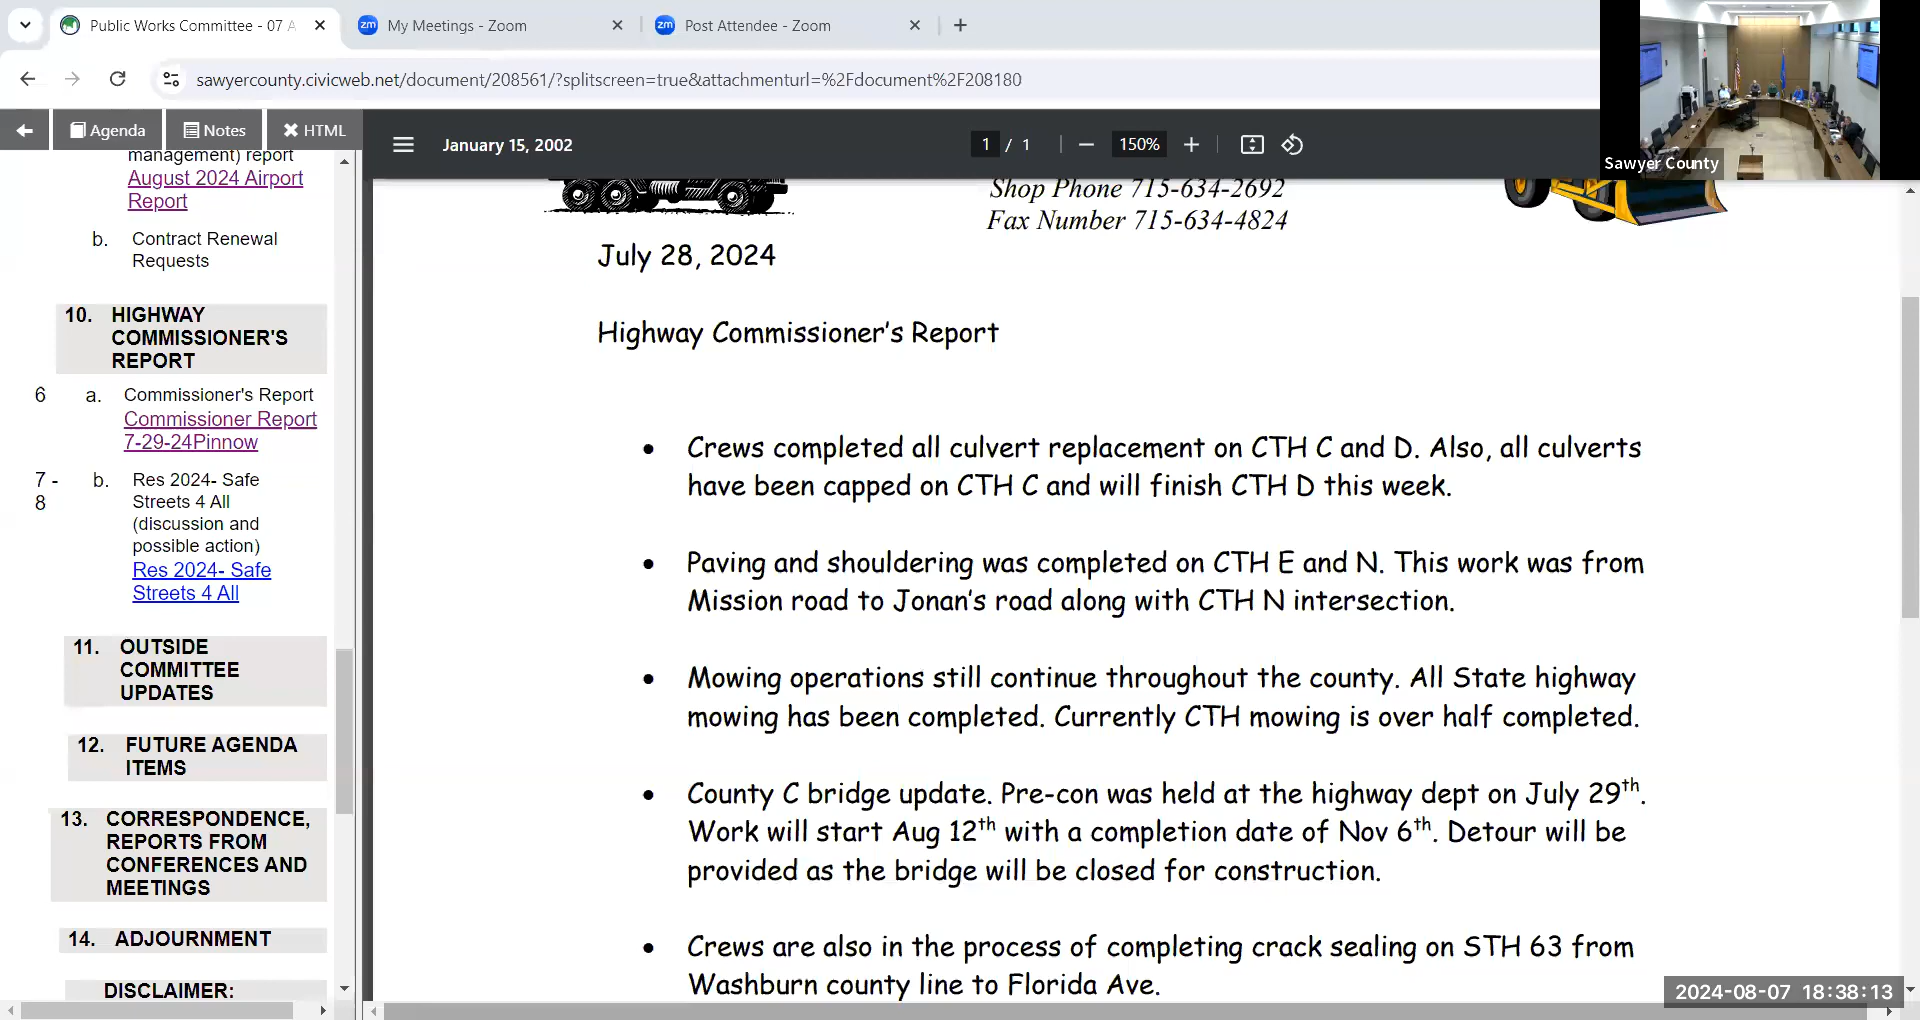 Public Works Committee - 07 A
My Meetings - Zoom
Post Attendee - Zoom
sawyercounty.civicweb.net/document/208561/?splitscreen=true&attachmenturl=%2Fdocument%2F208180
Sawyer County
Agenda
Notes
HTML
January 15, 2002
1 / 1
150%
management) report
August 2024 Airport
Report
b. Contract Renewal
Requests
10. HIGHWAY
COMMISSIONER'S
REPORT
6 a. Commissioner's Report
Commissioner Report
7-29-24Pinnow
7 - 8 b. Res 2024- Safe
Streets 4 All
(discussion and
possible action)
Res 2024- Safe
Streets 4 All
11. OUTSIDE
COMMITTEE
UPDATES
12. FUTURE AGENDA
ITEMS
13. CORRESPONDENCE,
REPORTS FROM
CONFERENCES AND
MEETINGS
14. ADJOURNMENT
DISCLAIMER:
Shop Phone 715-634-2692
Fax Number 715-634-4824
July 28, 2024
Highway Commissioner's Report
• Crews completed all culvert replacement on CTH C and D. Also, all culverts
have been capped on CTH C and will finish CTH D this week.
• Paving and shouldering was completed on CTH E and N. This work was from
Mission road to Jonan's road along with CTH N intersection.
• Mowing operations still continue throughout the county. All State highway
mowing has been completed. Currently CTH mowing is over half completed.
• County C bridge update. Pre-con was held at the highway dept on July 29th.
Work will start Aug 12th with a completion date of Nov 6th. Detour will be
provided as the bridge will be closed for construction.
• Crews are also in the process of completing crack sealing on STH 63 from
Washburn county line to Florida Ave.
2024-08-07 18:38:13